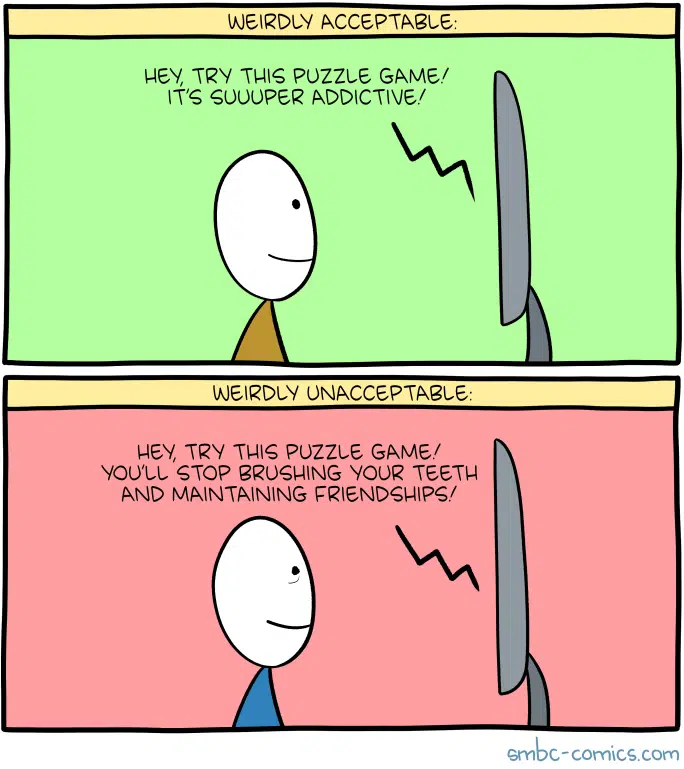 WEIRDLY ACCEPTABLE:
HEY, TRY THIS PUZZLE GAME!
IT'S SUUUPER ADDICTIVE!
WEIRDLY UNACCEPTABLE:
HEY, TRY THIS PUZZLE GAME!
YOU'LL STOP BRUSHING YOUR TEETH
AND MAINTAINING FRIENDSHIPS!
smbc-comics.com